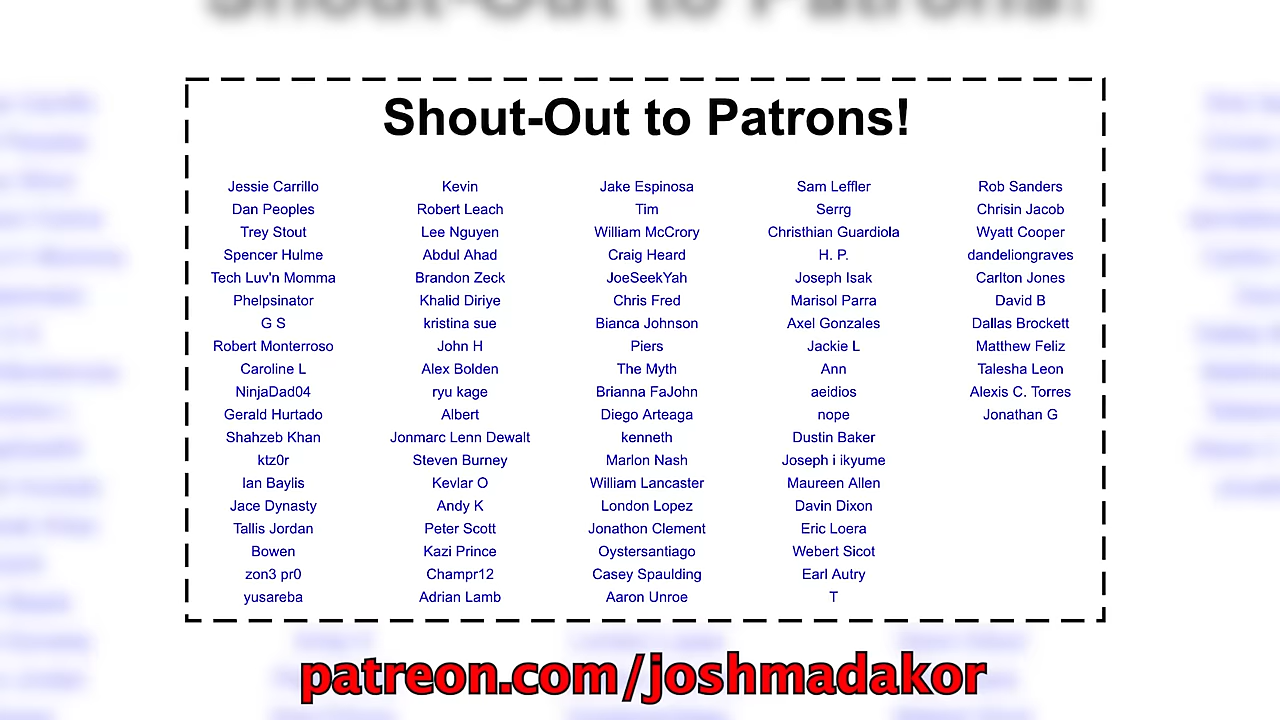 Shout-Out to Patrons!
Jessie Carrillo Kevin Jake Espinosa Sam Leffler Rob Sanders
Dan Peoples Robert Leach Tim Serrg Chrisin Jacob
Trey Stout Lee Nguyen William McCrory Christhian Guardiola Wyatt Cooper
Spencer Hulme Abdul Ahad Craig Heard H. P. dandeliongraves
Tech Luv'n Momma Brandon Zeck JoeSeekYah Joseph Isak Carlton Jones
Phelpsinator Khalid Diriye Chris Fred Marisol Parra David B
G S kristina sue Bianca Johnson Axel Gonzales Dallas Brockett
Robert Monterroso John H Piers Jackie L Matthew Feliz
Caroline L Alex Bolden The Myth Ann Talesha Leon
NinjaDad04 ryu kage Brianna FaJohn aeidios Alexis C. Torres
Gerald Hurtado Albert Diego Arteaga nope Jonathan G
Shahzeb Khan Jonmarc Lenn Dewalt kenneth Dustin Baker
ktz0r Steven Burney Marlon Nash Joseph i ikyume
Ian Baylis Kevlar O William Lancaster Maureen Allen
Jace Dynasty Andy K London Lopez Davin Dixon
Tallis Jordan Peter Scott Jonathon Clement Eric Loera
Bowen Kazi Prince Oystersantiago Webert Sicot
zon3 pr0 Champr12 Casey Spaulding Earl Autry
yusareba Adrian Lamb Aaron Unroe T
patreon.com/joshmadakor